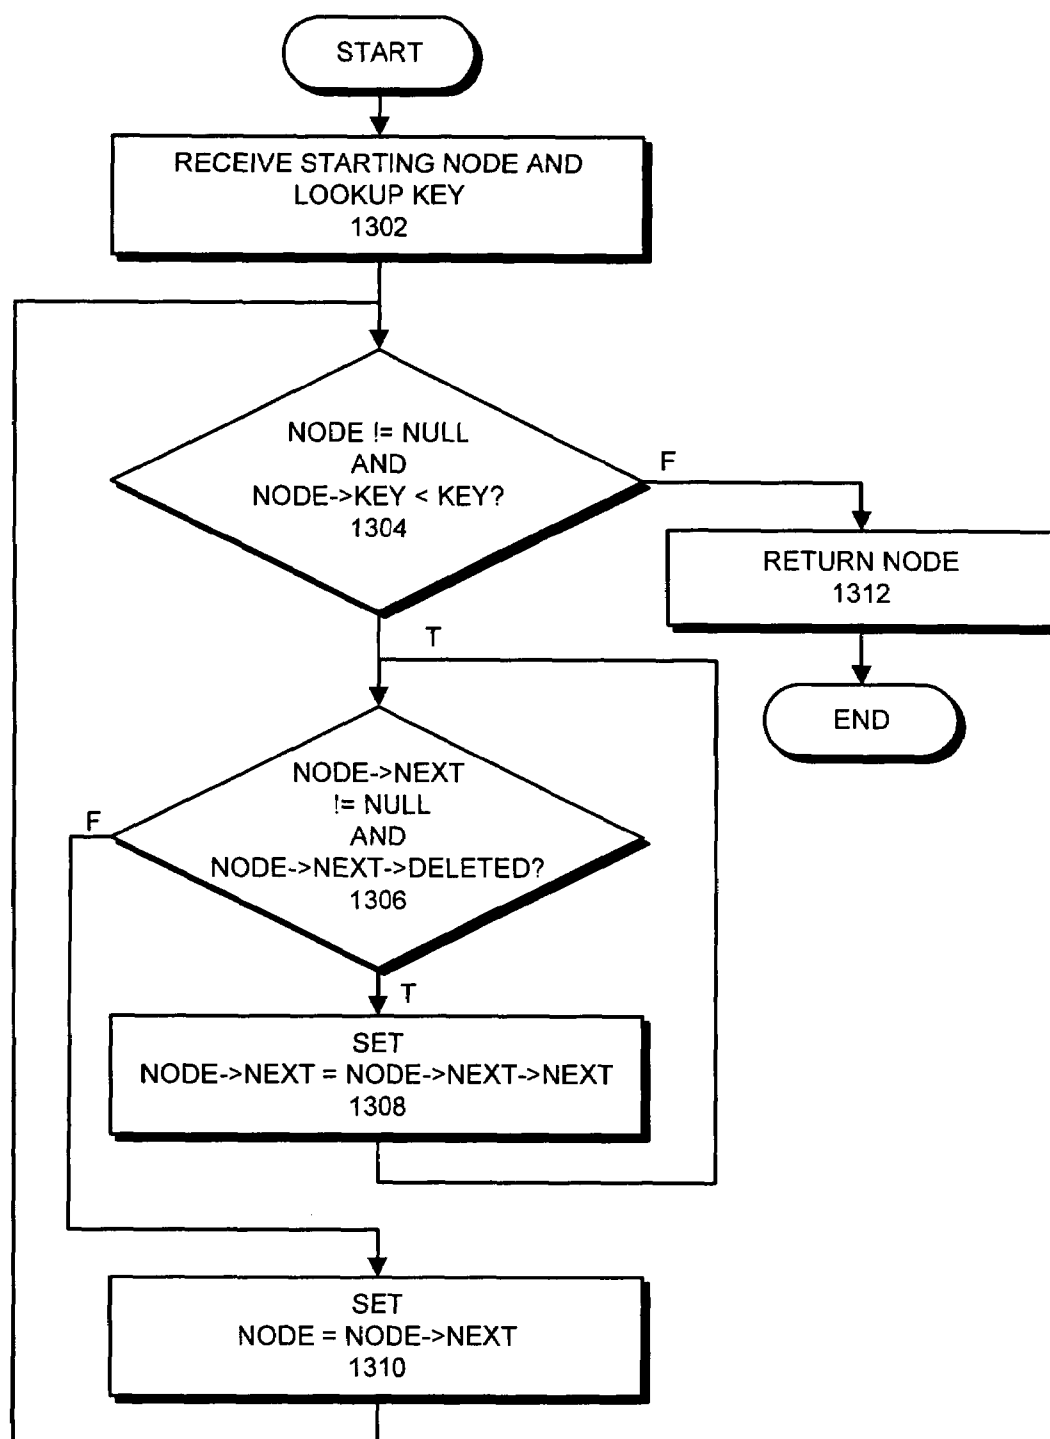 START
RECEIVE STARTING NODE AND
LOOKUP KEY
1302
NODE != NULL
AND
NODE->KEY < KEY?
1304
F
RETURN NODE
1312
END
T
NODE->NEXT
!= NULL
AND
NODE->NEXT->DELETED?
1306
F
T
SET
NODE->NEXT = NODE->NEXT->NEXT
1308
SET
NODE = NODE->NEXT
1310